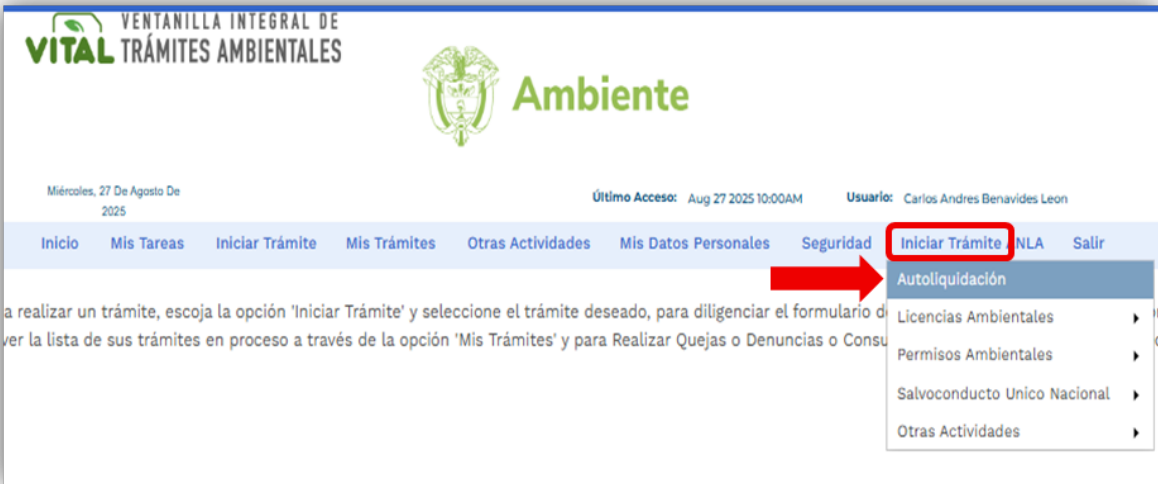 VENTANILLA INTEGRAL DE
VITAL TRÁMITES AMBIENTALES
Ambiente
Miércoles, 27 De Agosto De
2025
Último Acceso: Aug 27 2025 10:00AM Usuario: Carlos Andres Benavides Leon
Inicio Mis Tareas Iniciar Trámite Mis Trámites Otras Actividades Mis Datos Personales Seguridad Iniciar Trámite ANLA Salir
Autoliquidación
a realizar un trámite, escoja la opción 'Iniciar Trámite' y seleccione el trámite deseado, para diligenciar el formulario d
Licencias Ambientales
ver la lista de sus trámites en proceso a través de la opción 'Mis Trámites' y para Realizar Quejas o Denuncias o Consu
Permisos Ambientales
Salvoconducto Unico Nacional
Otras Actividades